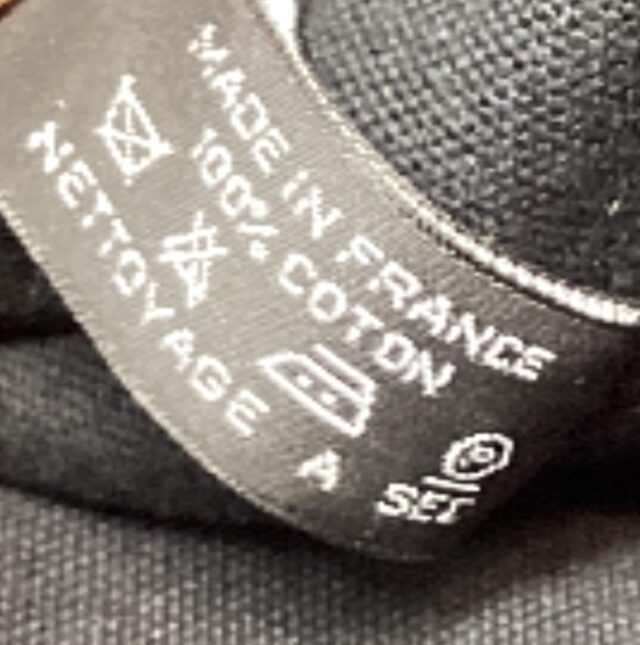 MADE IN FRANCE
100% COTON
NETTOYAGE A SEC